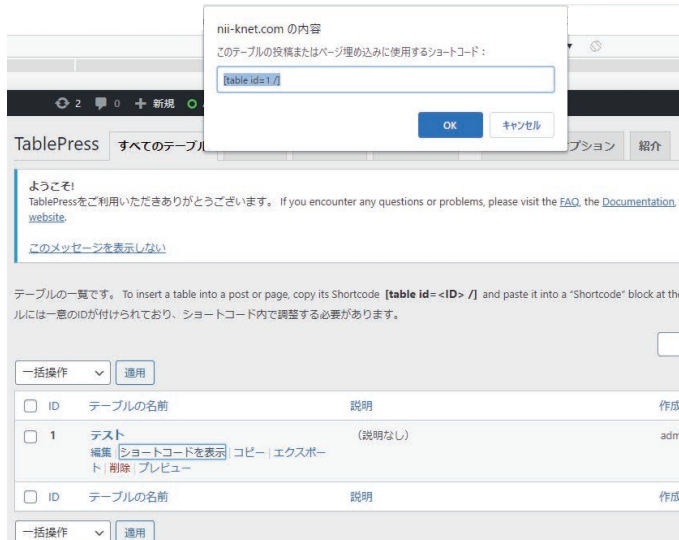 nii-knet.com の内容
このテーブルの投稿またはページ埋め込みに使用するショートコード：
[table id=1 /]
OK キャンセル
2 0 新規
TablePress すべてのテーブル プション 紹介
ようこそ!
TablePressをご利用いただきありがとうございます。 If you encounter any questions or problems, please visit the FAQ, the Documentation,
website.
このメッセージを表示しない
テーブルの一覧です。 To insert a table into a post or page, copy its Shortcode [table id=<ID> /] and paste it into a "Shortcode" block at the
ルには一意のIDが付けられており、ショートコード内で調整する必要があります。
一括操作 適用
ID テーブルの名前 説明 作成
1 テスト (説明なし) adm
編集 | ショートコードを表示 | コピー | エクスポー
ト | 削除 | プレビュー
ID テーブルの名前 説明 作成
一括操作 適用